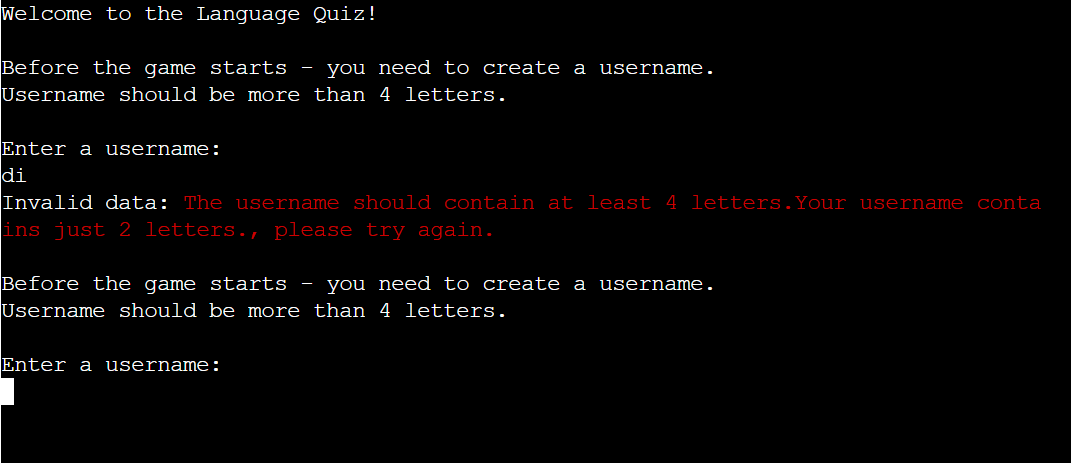 Welcome to the Language Quiz!
Before the game starts - you need to create a username.
Username should be more than 4 letters.
Enter a username:
di
Invalid data: The username should contain at least 4 letters.Your username conta
ins just 2 letters., please try again.
Before the game starts - you need to create a username.
Username should be more than 4 letters.
Enter a username: